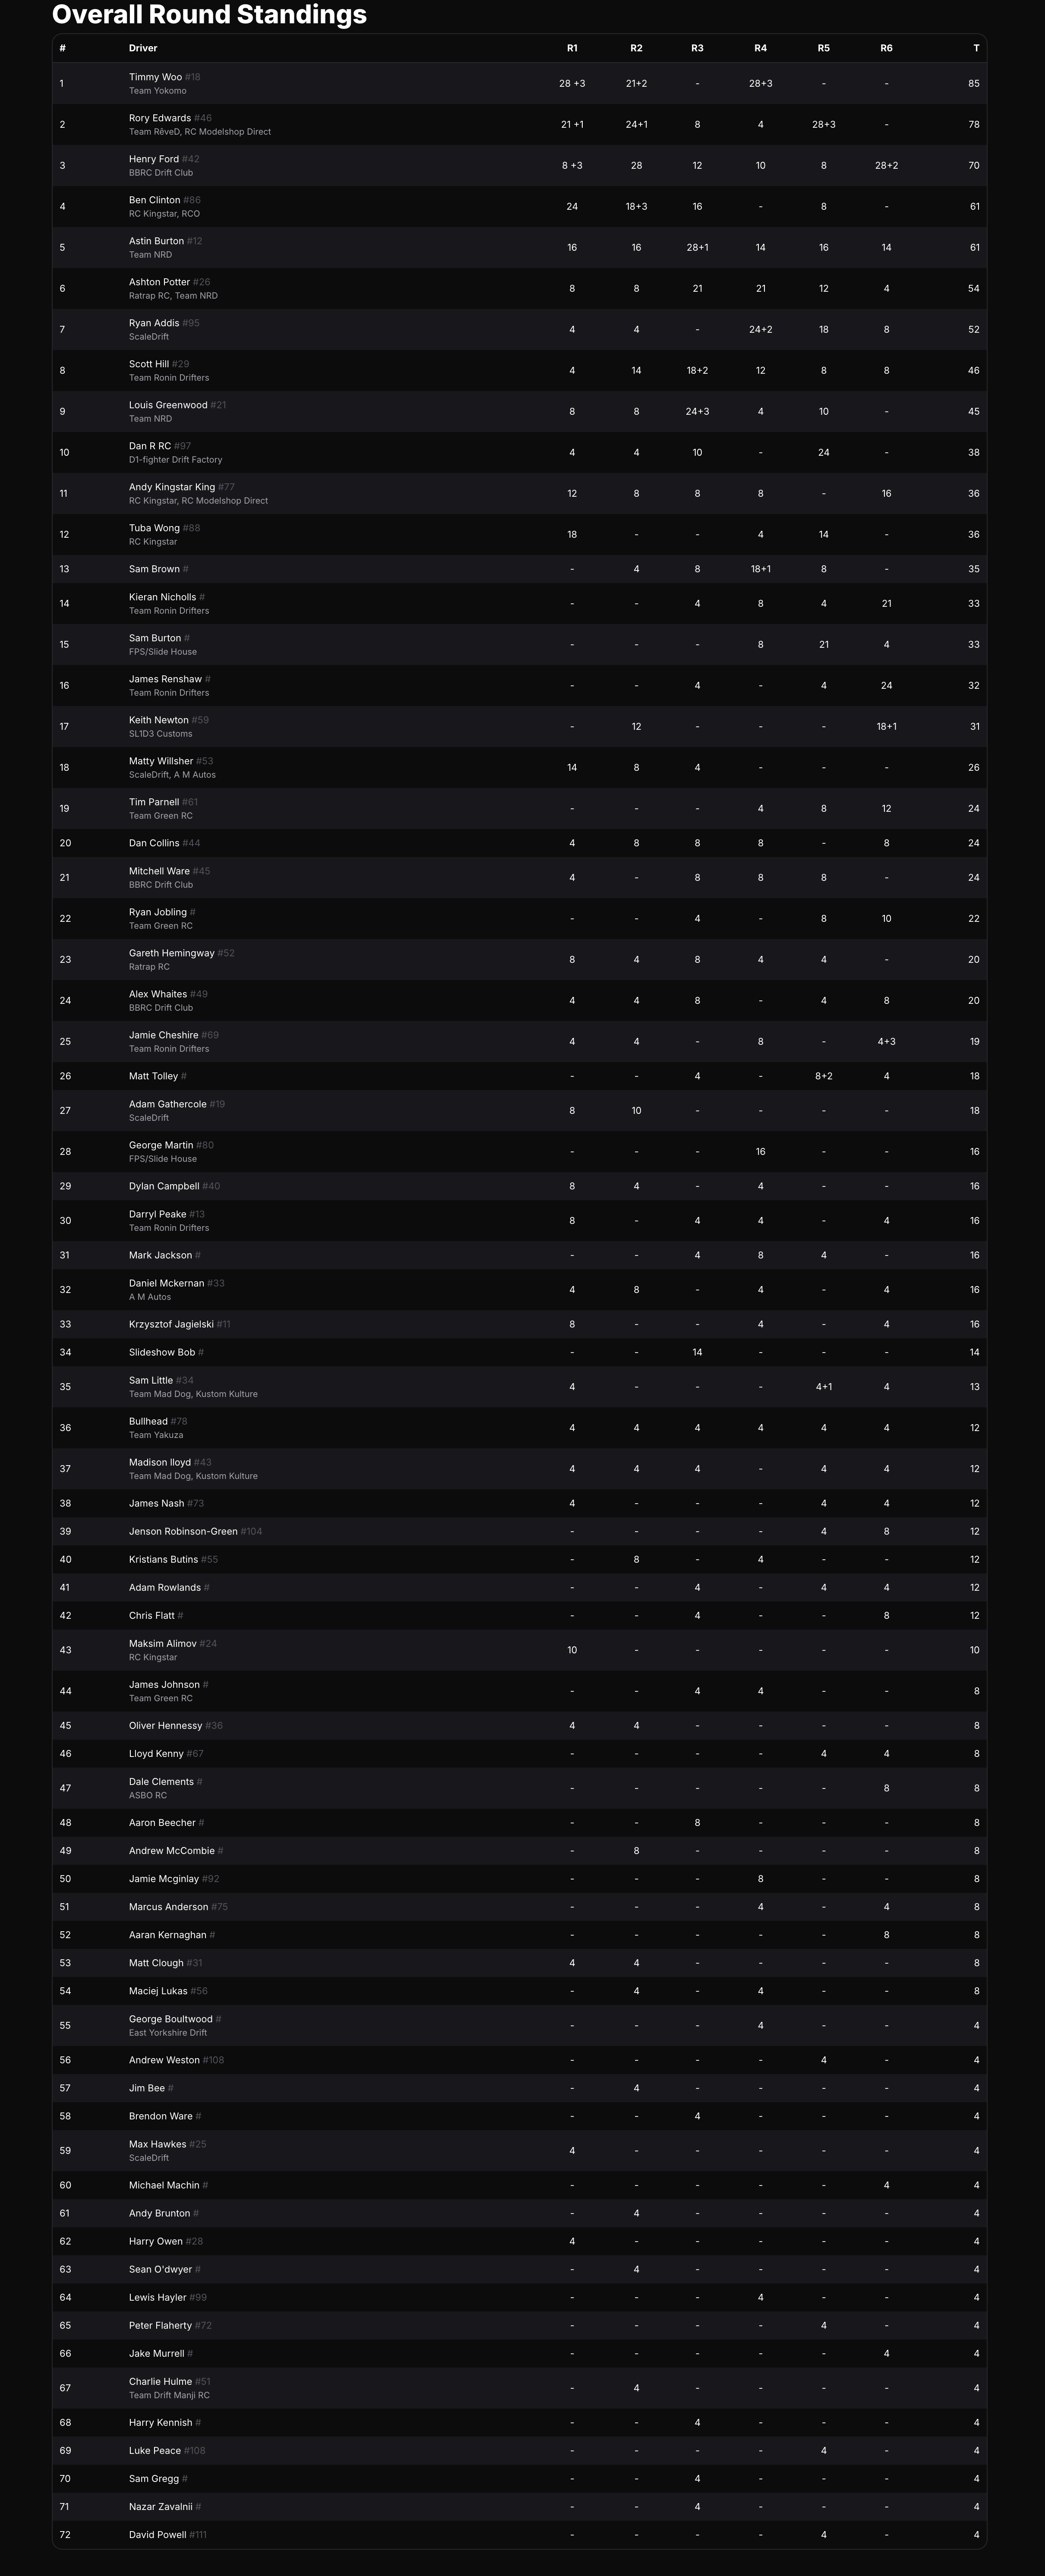 Overall Round Standings
# Driver R1 R2 R3 R4 R5 R6 T
1 Timmy Woo #18 28 +3 21+2 - 28+3 - - 85
Team Yokomo
2 Rory Edwards #46 21 +1 24+1 8 4 28+3 - 78
Team RêveD, RC Modelshop Direct
3 Henry Ford #42 8 +3 28 12 10 8 28+2 70
BBRC Drift Club
4 Ben Clinton #86 24 18+3 16 - 8 - 61
RC Kingstar, RCO
5 Astin Burton #12 16 16 28+1 14 16 14 61
Team NRD
6 Ashton Potter #26 8 8 21 21 12 4 54
Ratrap RC, Team NRD
7 Ryan Addis #95 4 4 - 24+2 18 8 52
ScaleDrift
8 Scott Hill #29 4 14 18+2 12 8 8 46
Team Ronin Drifters
9 Louis Greenwood #21 8 8 24+3 4 10 - 45
Team NRD
10 Dan R RC #97 4 4 10 - 24 - 38
D1-fighter Drift Factory
11 Andy Kingstar King #77 12 8 8 8 - 16 36
RC Kingstar, RC Modelshop Direct
12 Tuba Wong #88 18 - - 4 14 - 36
RC Kingstar
13 Sam Brown # - 4 8 18+1 8 - 35
14 Kieran Nicholls # - - 4 8 4 21 33
Team Ronin Drifters
15 Sam Burton # - - - 8 21 4 33
FPS/Slide House
16 James Renshaw # - - 4 - 4 24 32
Team Ronin Drifters
17 Keith Newton #59 - 12 - - - 18+1 31
SL1D3 Customs
18 Matty Willsher #53 14 8 4 - - - 26
ScaleDrift, A M Autos
19 Tim Parnell #61 - - - 4 8 12 24
Team Green RC
20 Dan Collins #44 4 8 8 8 - 8 24
21 Mitchell Ware #45 4 - 8 8 8 - 24
BBRC Drift Club
22 Ryan Jobling # - - 4 - 8 10 22
Team Green RC
23 Gareth Hemingway #52 8 4 8 4 4 - 20
Ratrap RC
24 Alex Whaites #49 4 4 8 - 4 8 20
BBRC Drift Club
25 Jamie Cheshire #69 4 4 - 8 - 4+3 19
Team Ronin Drifters
26 Matt Tolley # - - 4 - 8+2 4 18
27 Adam Gathercole #19 8 10 - - - - 18
ScaleDrift
28 George Martin #80 - - - 16 - - 16
FPS/Slide House
29 Dylan Campbell #40 8 4 - 4 - - 16
30 Darryl Peake #13 8 - 4 4 - 4 16
Team Ronin Drifters
31 Mark Jackson # - - 4 8 4 - 16
32 Daniel Mckernan #33 4 8 - 4 - 4 16
A M Autos
33 Krzysztof Jagielski #11 8 - - 4 - 4 16
34 Slideshow Bob # - - 14 - - - 14
35 Sam Little #34 4 - - - 4+1 4 13
Team Mad Dog, Kustom Kulture
36 Bullhead #78 4 4 4 4 4 4 12
Team Yakuza
37 Madison lloyd #43 4 4 4 - 4 4 12
Team Mad Dog, Kustom Kulture
38 James Nash #73 4 - - - 4 4 12
39 Jenson Robinson-Green #104 - - - - 4 8 12
40 Kristians Butins #55 - 8 - 4 - - 12
41 Adam Rowlands # - - 4 - 4 4 12
42 Chris Flatt # - - 4 - - 8 12
43 Maksim Alimov #24 10 - - - - - 10
RC Kingstar
44 James Johnson # - - 4 4 - - 8
Team Green RC
45 Oliver Hennessy #36 4 4 - - - - 8
46 Lloyd Kenny #67 - - - - 4 4 8
47 Dale Clements # - - - - - 8 8
ASBO RC
48 Aaron Beecher # - - 8 - - - 8
49 Andrew McCombie # - 8 - - - - 8
50 Jamie Mcginlay #92 - - - 8 - - 8
51 Marcus Anderson #75 - - - 4 - 4 8
52 Aaran Kernaghan # - - - - - 8 8
53 Matt Clough #31 4 4 - - - - 8
54 Maciej Lukas #56 - 4 - 4 - - 8
55 George Boultwood # - - - 4 - - 4
East Yorkshire Drift
56 Andrew Weston #108 - - - - 4 - 4
57 Jim Bee # - 4 - - - - 4
58 Brendon Ware # - - 4 - - - 4
59 Max Hawkes #25 4 - - - - - 4
ScaleDrift
60 Michael Machin # - - - - - 4 4
61 Andy Brunton # - 4 - - - - 4
62 Harry Owen #28 4 - - - - - 4
63 Sean O'dwyer # - 4 - - - - 4
64 Lewis Hayler #99 - - - 4 - - 4
65 Peter Flaherty #72 - - - - 4 - 4
66 Jake Murrell # - - - - - 4 4
67 Charlie Hulme #51 - 4 - - - - 4
Team Drift Manji RC
68 Harry Kennish # - - 4 - - - 4
69 Luke Peace #108 - - - - 4 - 4
70 Sam Gregg # - - 4 - - - 4
71 Nazar Zavalnii # - - 4 - - - 4
72 David Powell #111 - - - - 4 - 4